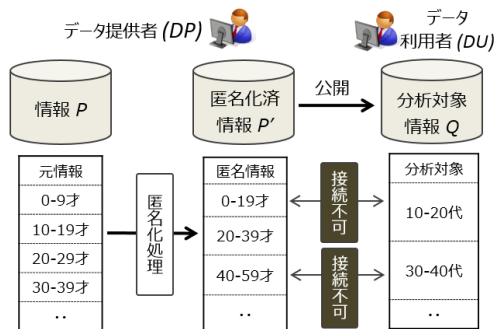 データ提供者(DP)
データ
利用者(DU)
情報 P
匿名化済
情報 P’
公開
分析対象
情報 Q
元情報
0-9才
10-19才
20-29才
30-39才
‥
匿名化処理
匿名情報
0-19才
20-39才
40-59才
‥
接続不可
接続不可
分析対象
10-20代
30-40代
‥